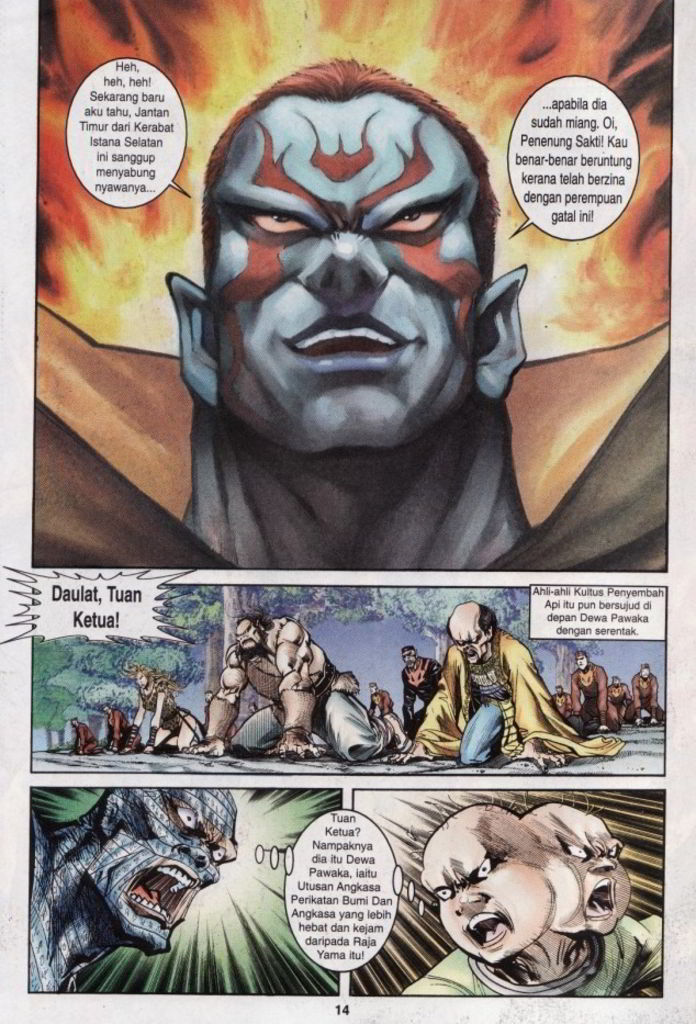 Heh,
heh, heh!
Sekarang baru
aku tahu, Jantan
Timur dari Kerabat
Istana Selatan
ini sanggup
menyabung
nyawanya...
...apabila dia
sudah miang. Oi,
Penenung Sakti! Kau
benar-benar beruntung
kerana telah berzina
dengan perempuan
gatal ini!
Daulat, Tuan
Ketua!
Ahli-ahli Kultus Penyembah
Api itu pun bersujud di
depan Dewa Pawaka
dengan serentak.
Tuan
Ketua?
Nampaknya
dia itu Dewa
Pawaka, iaitu
Utusan Angkasa
Perikatan Bumi Dan
Angkasa yang lebih
hebat dan kejam
daripada Raja
Yama itu!
14